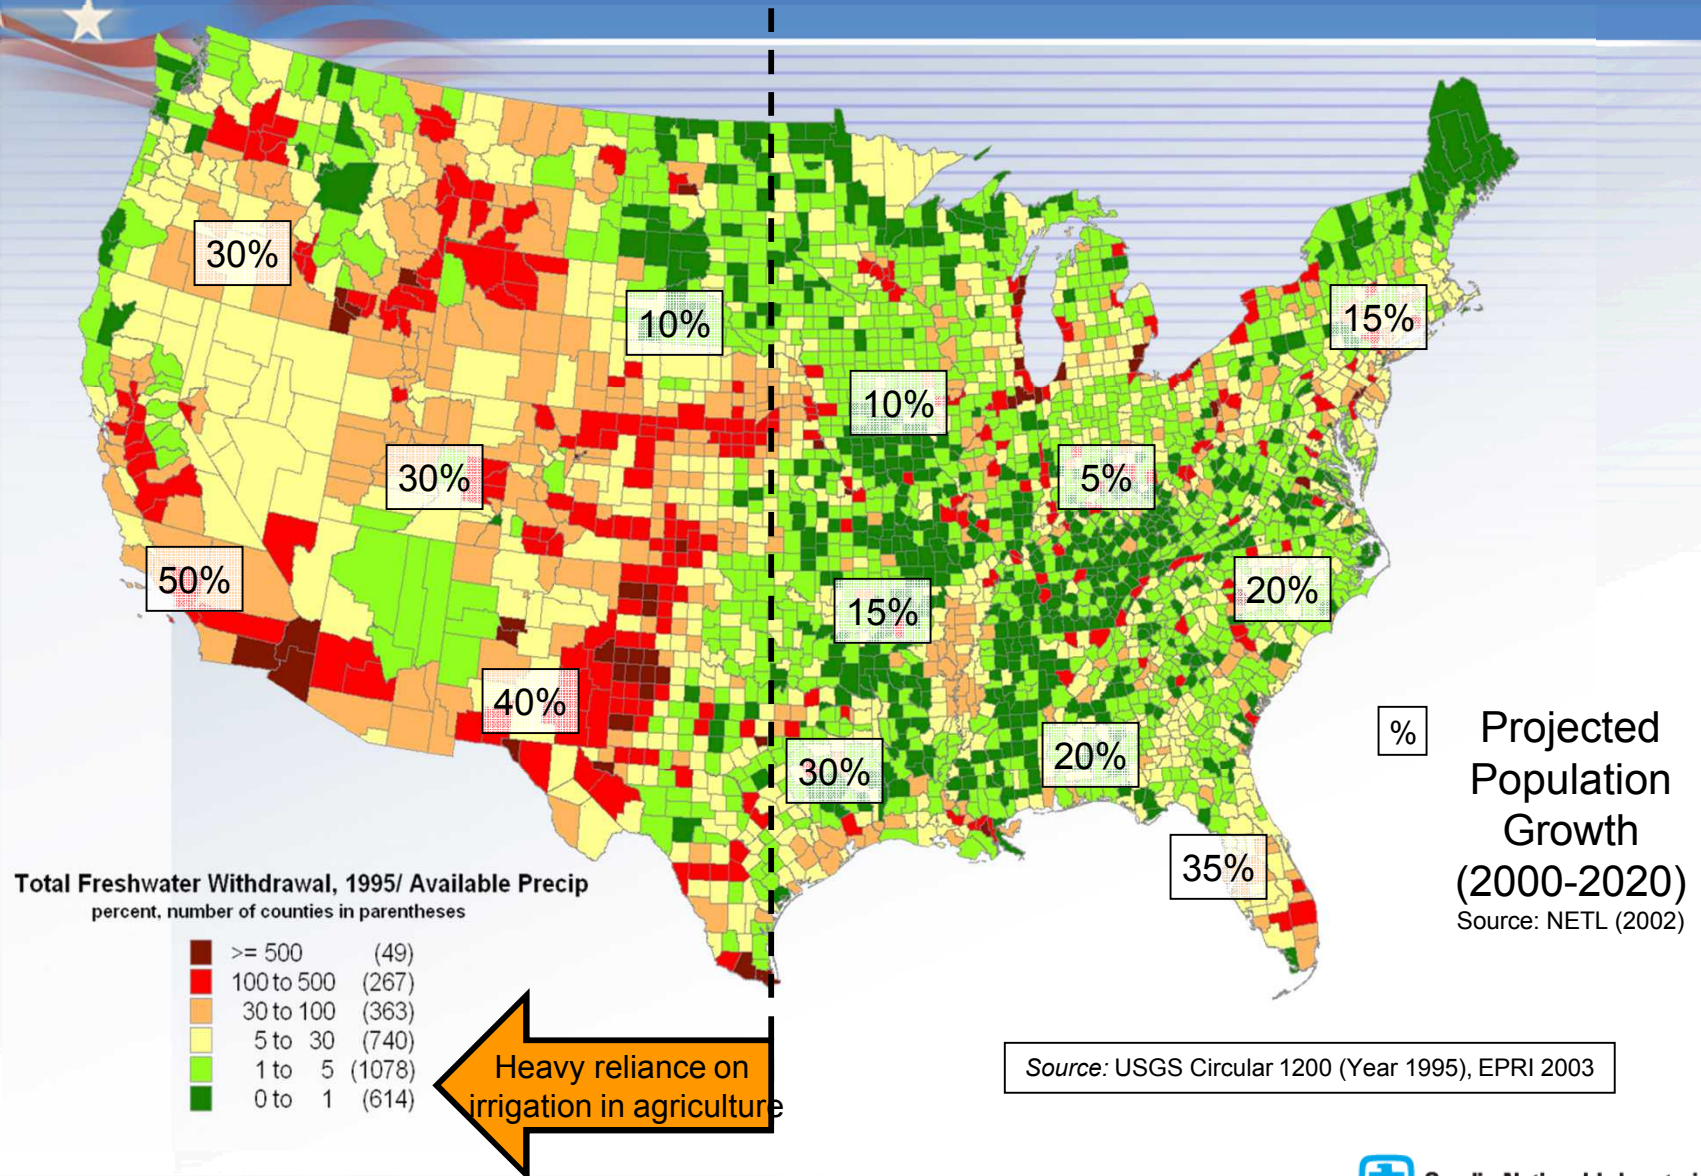 30%
10%
15%
10%
30%
5%
50%
20%
15%
40%
%
Projected
Population
Growth
(2000-2020)
Source: NETL (2002)
20%
30%
35%
Total Freshwater Withdrawal, 1995/ Available Precip
percent, number of counties in parentheses
>= 500 (49)
100 to 500 (267)
30 to 100 (363)
5 to 30 (740)
1 to 5 (1078)
0 to 1 (614)
Heavy reliance on
irrigation in agriculture
Source: USGS Circular 1200 (Year 1995), EPRI 2003